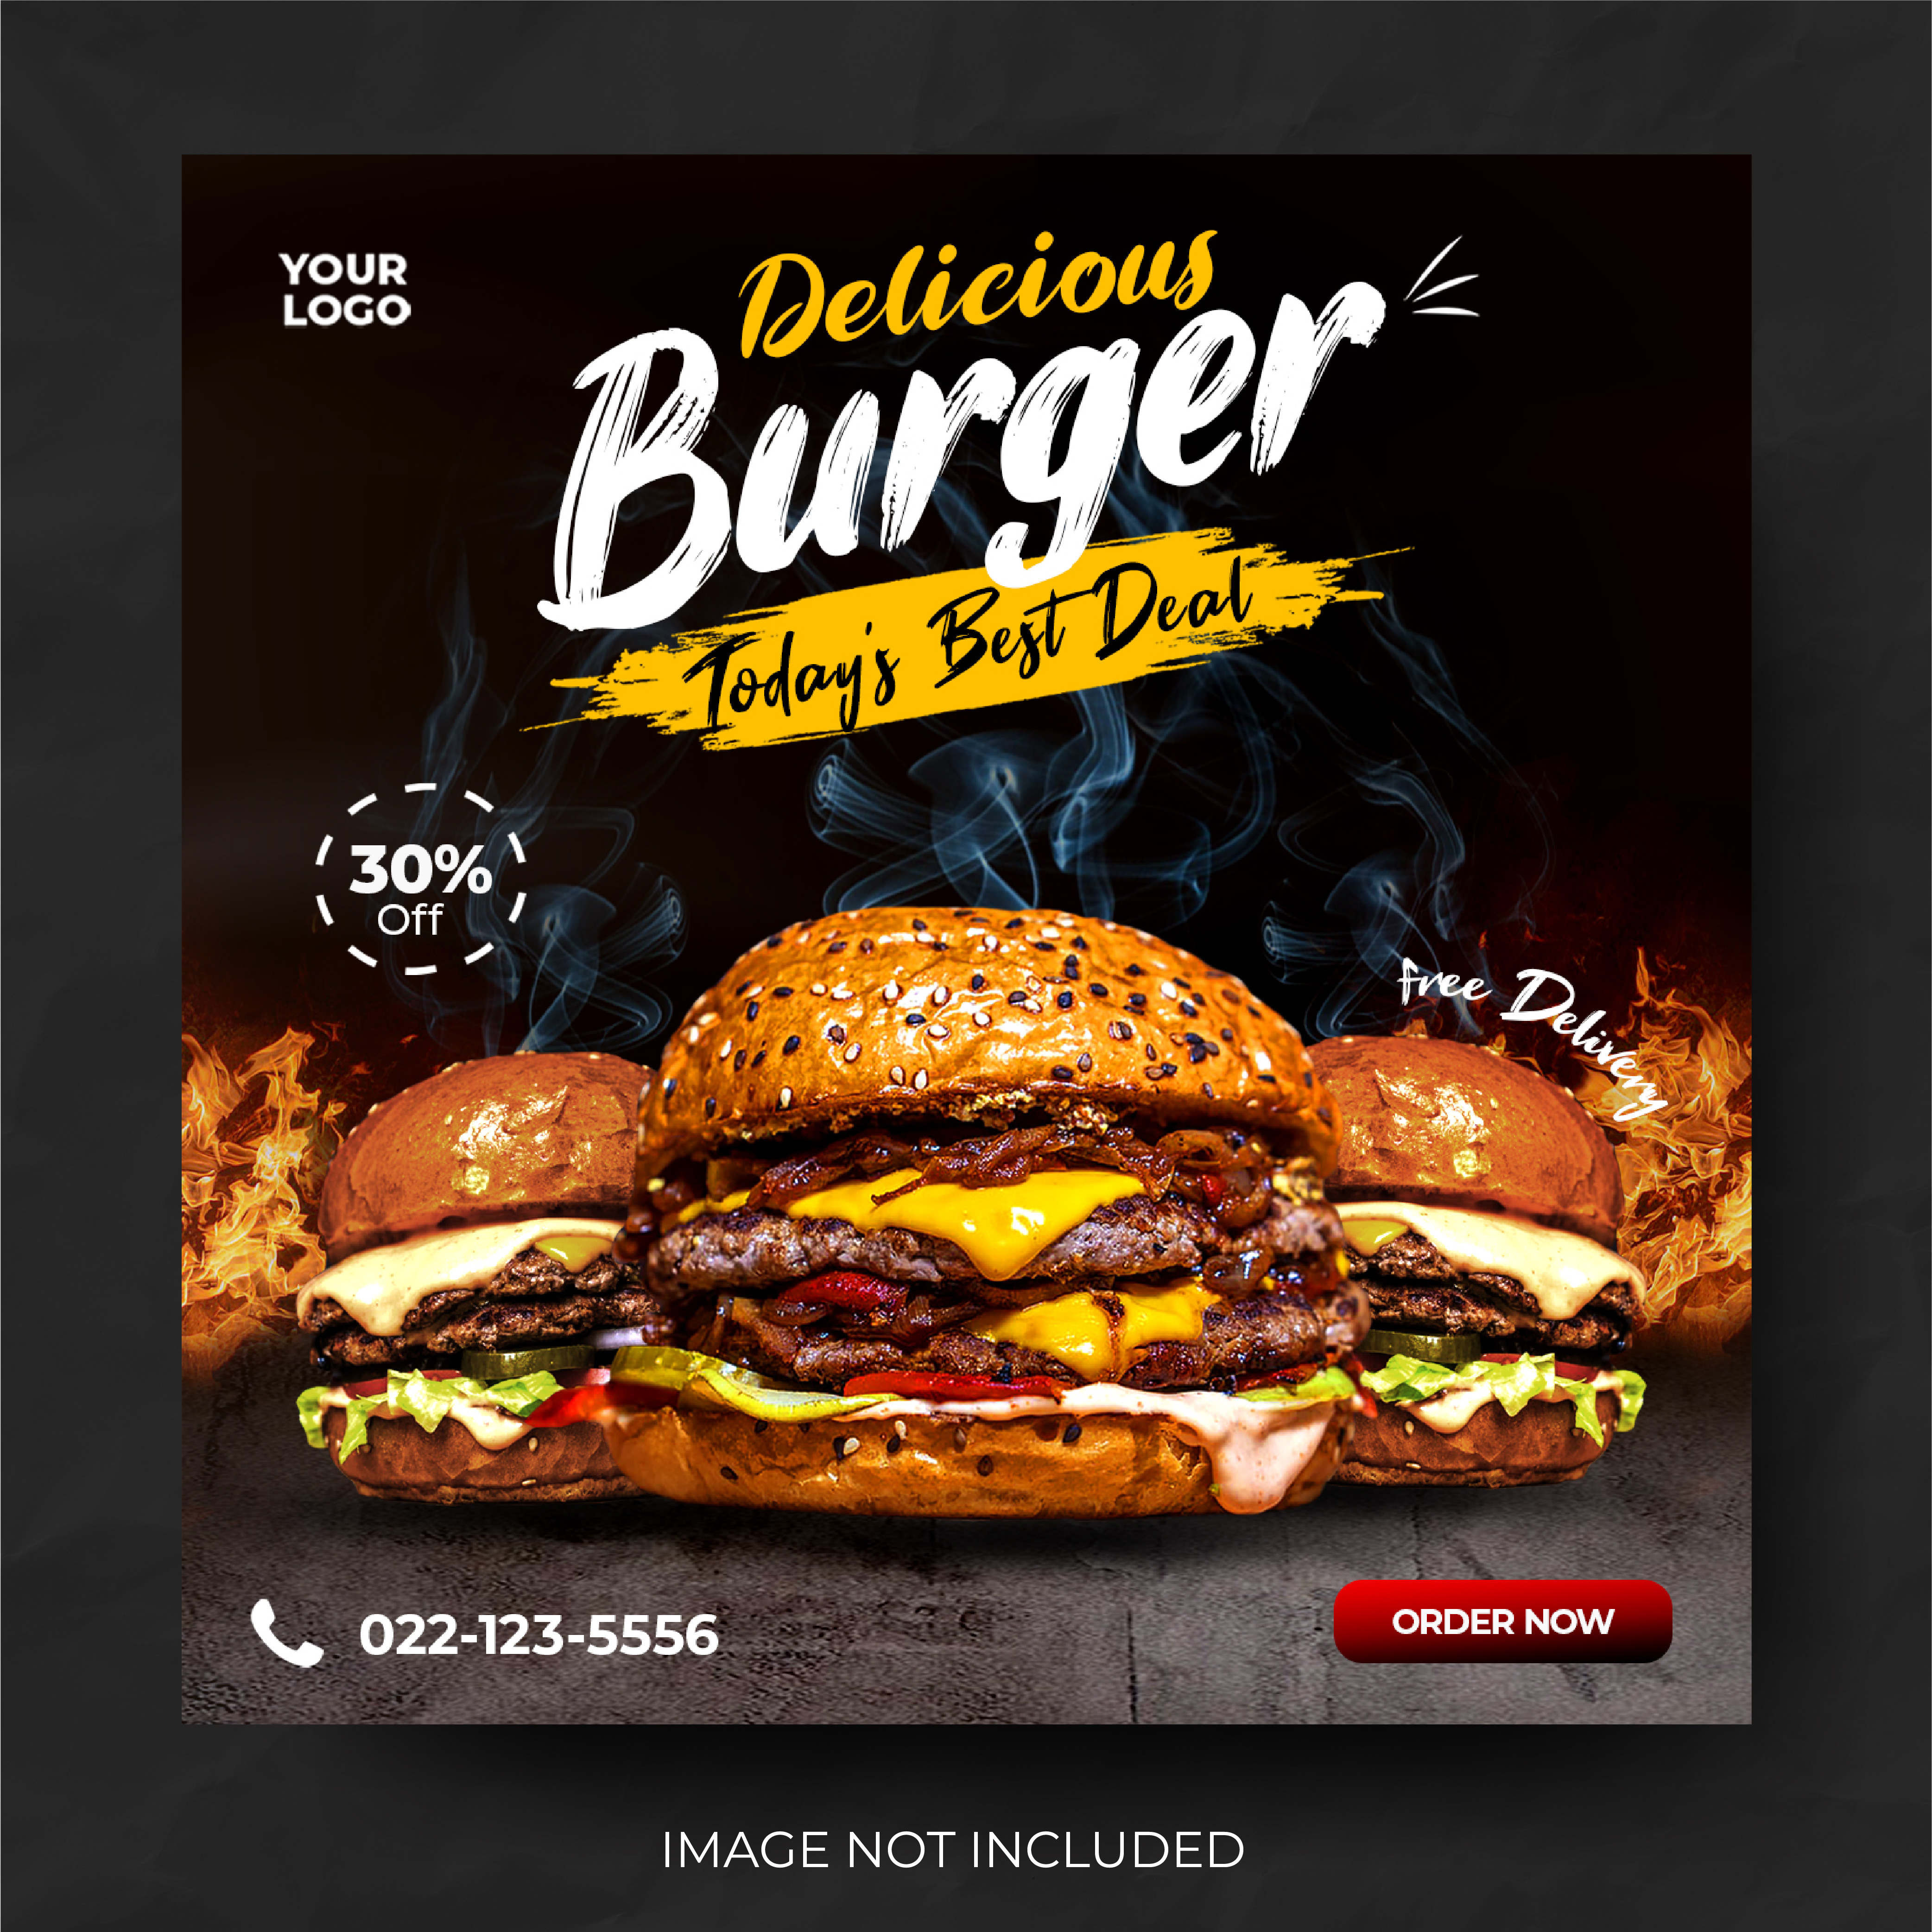 YOUR
LOGO
Delicious
Burger
Today's Best Deal
30%
Off
free Delivery
022-123-5556
ORDER NOW
IMAGE NOT INCLUDED